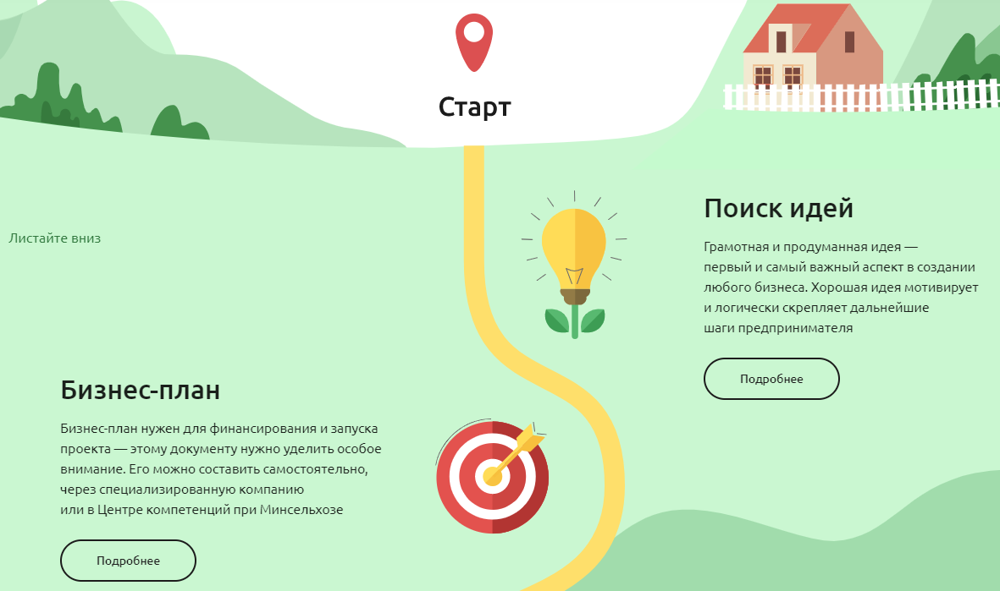 Старт
Листайте вниз
Поиск идей
Грамотная и продуманная идея —
первый и самый важный аспект в создании
любого бизнеса. Хорошая идея мотивирует
и логически скрепляет дальнейшие
шаги предпринимателя
Подробнее
Бизнес-план
Бизнес-план нужен для финансирования и запуска
проекта — этому документу нужно уделить особое
внимание. Его можно составить самостоятельно,
через специализированную компанию
или в Центре компетенций при Минсельхозе
Подробнее